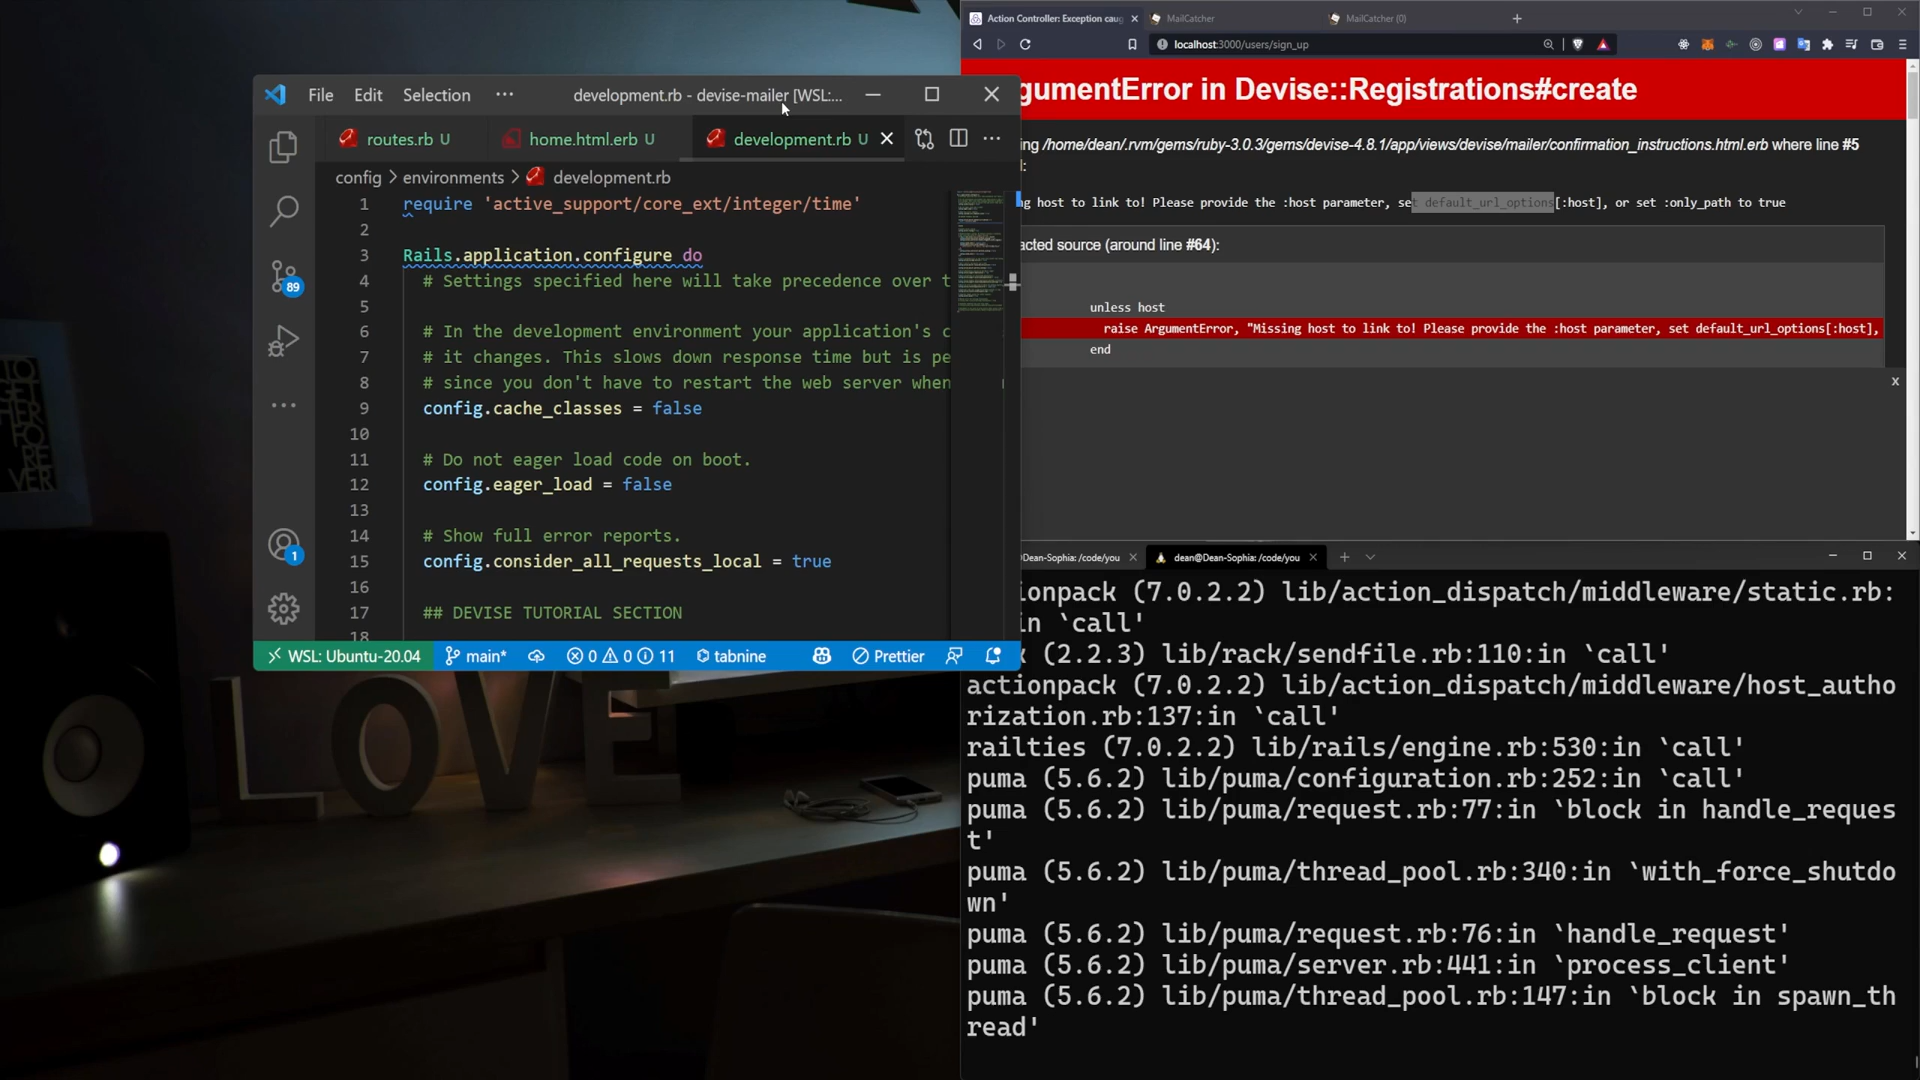 File Edit Selection ··· development.rb - devise-mailer [WSL:...
routes.rb U home.html.erb U development.rb U
config > environments > development.rb
1 require 'active_support/core_ext/integer/time'
2
3 Rails.application.configure do
4 # Settings specified here will take precedence over t
5
6 # In the development environment your application's c
7 # it changes. This slows down response time but is pe
8 # since you don't have to restart the web server when
9 config.cache_classes = false
10
11 # Do not eager load code on boot.
12 config.eager_load = false
13
14 # Show full error reports.
15 config.consider_all_requests_local = true
16
17 ## DEVISE TUTORIAL SECTION
18
89
1
WSL: Ubuntu-20.04 main* 0 0 11 tabnine Prettier
Action Controller: Exception caug MailCatcher MailCatcher (0)
localhost:3000/users/sign_up
gumentError in Devise::Registrations#create
ing /home/dean/.rvm/gems/ruby-3.0.3/gems/devise-4.8.1/app/views/devise/mailer/confirmation_instructions.html.erb where line #5
d:
ng host to link to! Please provide the :host parameter, set default_url_options[:host], or set :only_path to true
acted source (around line #64):
unless host
raise ArgumentError, "Missing host to link to! Please provide the :host parameter, set default_url_options[:host],
end
x
@Dean-Sophia: /code/you dean@Dean-Sophia: /code/you
ionpack (7.0.2.2) lib/action_dispatch/middleware/static.rb:
in `call'
k (2.2.3) lib/rack/sendfile.rb:110:in `call'
actionpack (7.0.2.2) lib/action_dispatch/middleware/host_autho
rization.rb:137:in `call'
railties (7.0.2.2) lib/rails/engine.rb:530:in `call'
puma (5.6.2) lib/puma/configuration.rb:252:in `call'
puma (5.6.2) lib/puma/request.rb:77:in `block in handle_reques
t'
puma (5.6.2) lib/puma/thread_pool.rb:340:in `with_force_shutdo
wn'
puma (5.6.2) lib/puma/request.rb:76:in `handle_request'
puma (5.6.2) lib/puma/server.rb:441:in `process_client'
puma (5.6.2) lib/puma/thread_pool.rb:147:in `block in spawn_th
read'
TO
GET
HER
FOR
EVER
LOVE